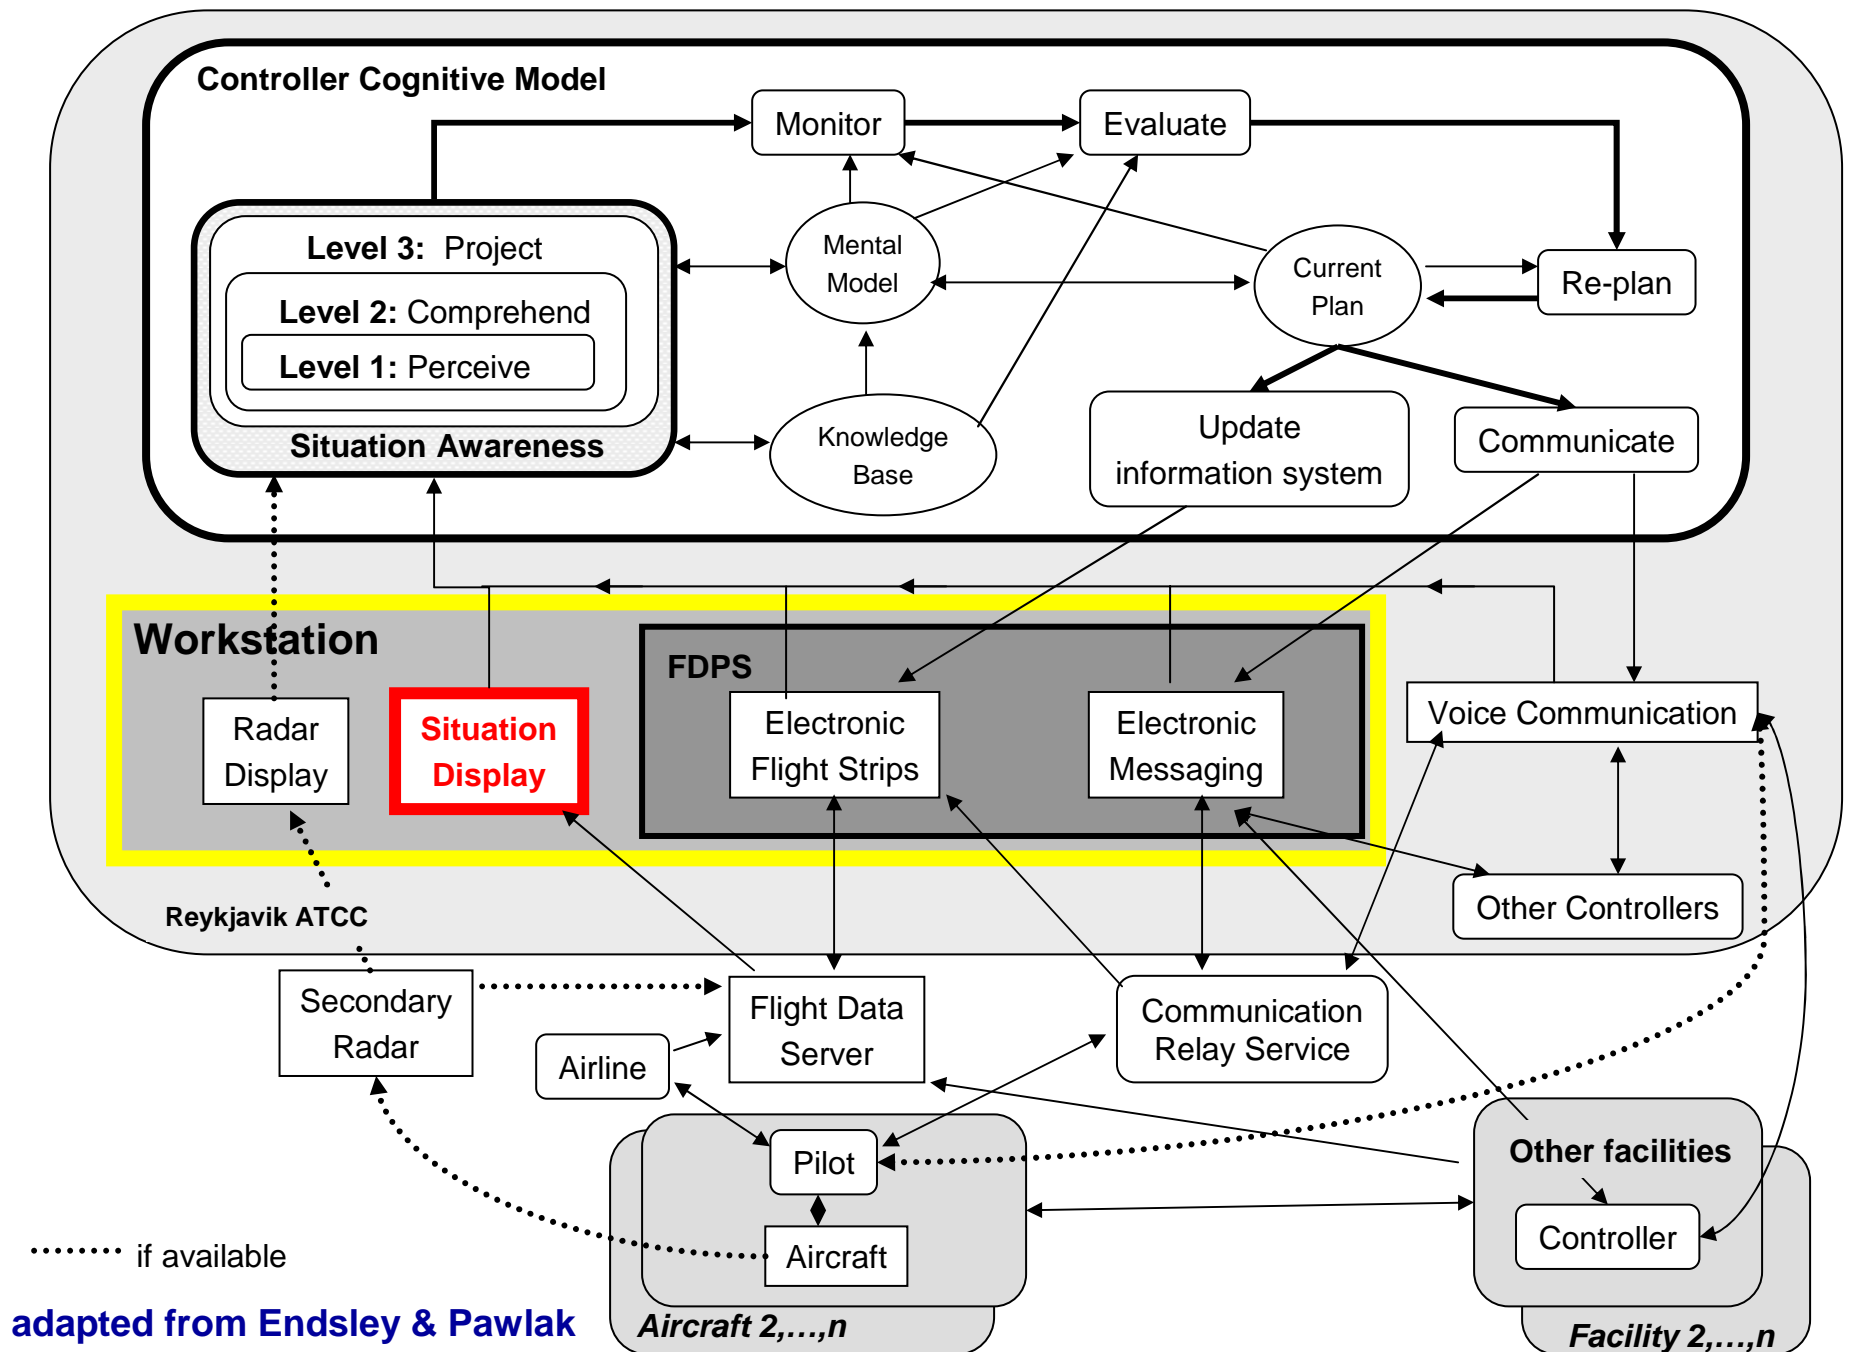 Controller Cognitive Model
Monitor
Evaluate
Level 3: Project
Level 2: Comprehend
Level 1: Perceive
Situation Awareness
Mental
Model
Current
Plan
Re-plan
Knowledge
Base
Update
information system
Communicate
Workstation
FDPS
Radar
Display
Situation
Display
Electronic
Flight Strips
Electronic
Messaging
Voice Communication
Other Controllers
Reykjavik ATCC
Secondary
Radar
Flight Data
Server
Communication
Relay Service
Airline
Pilot
Aircraft
Other facilities
Controller
if available
adapted from Endsley & Pawlak
Aircraft 2,...,n
Facility 2,...,n